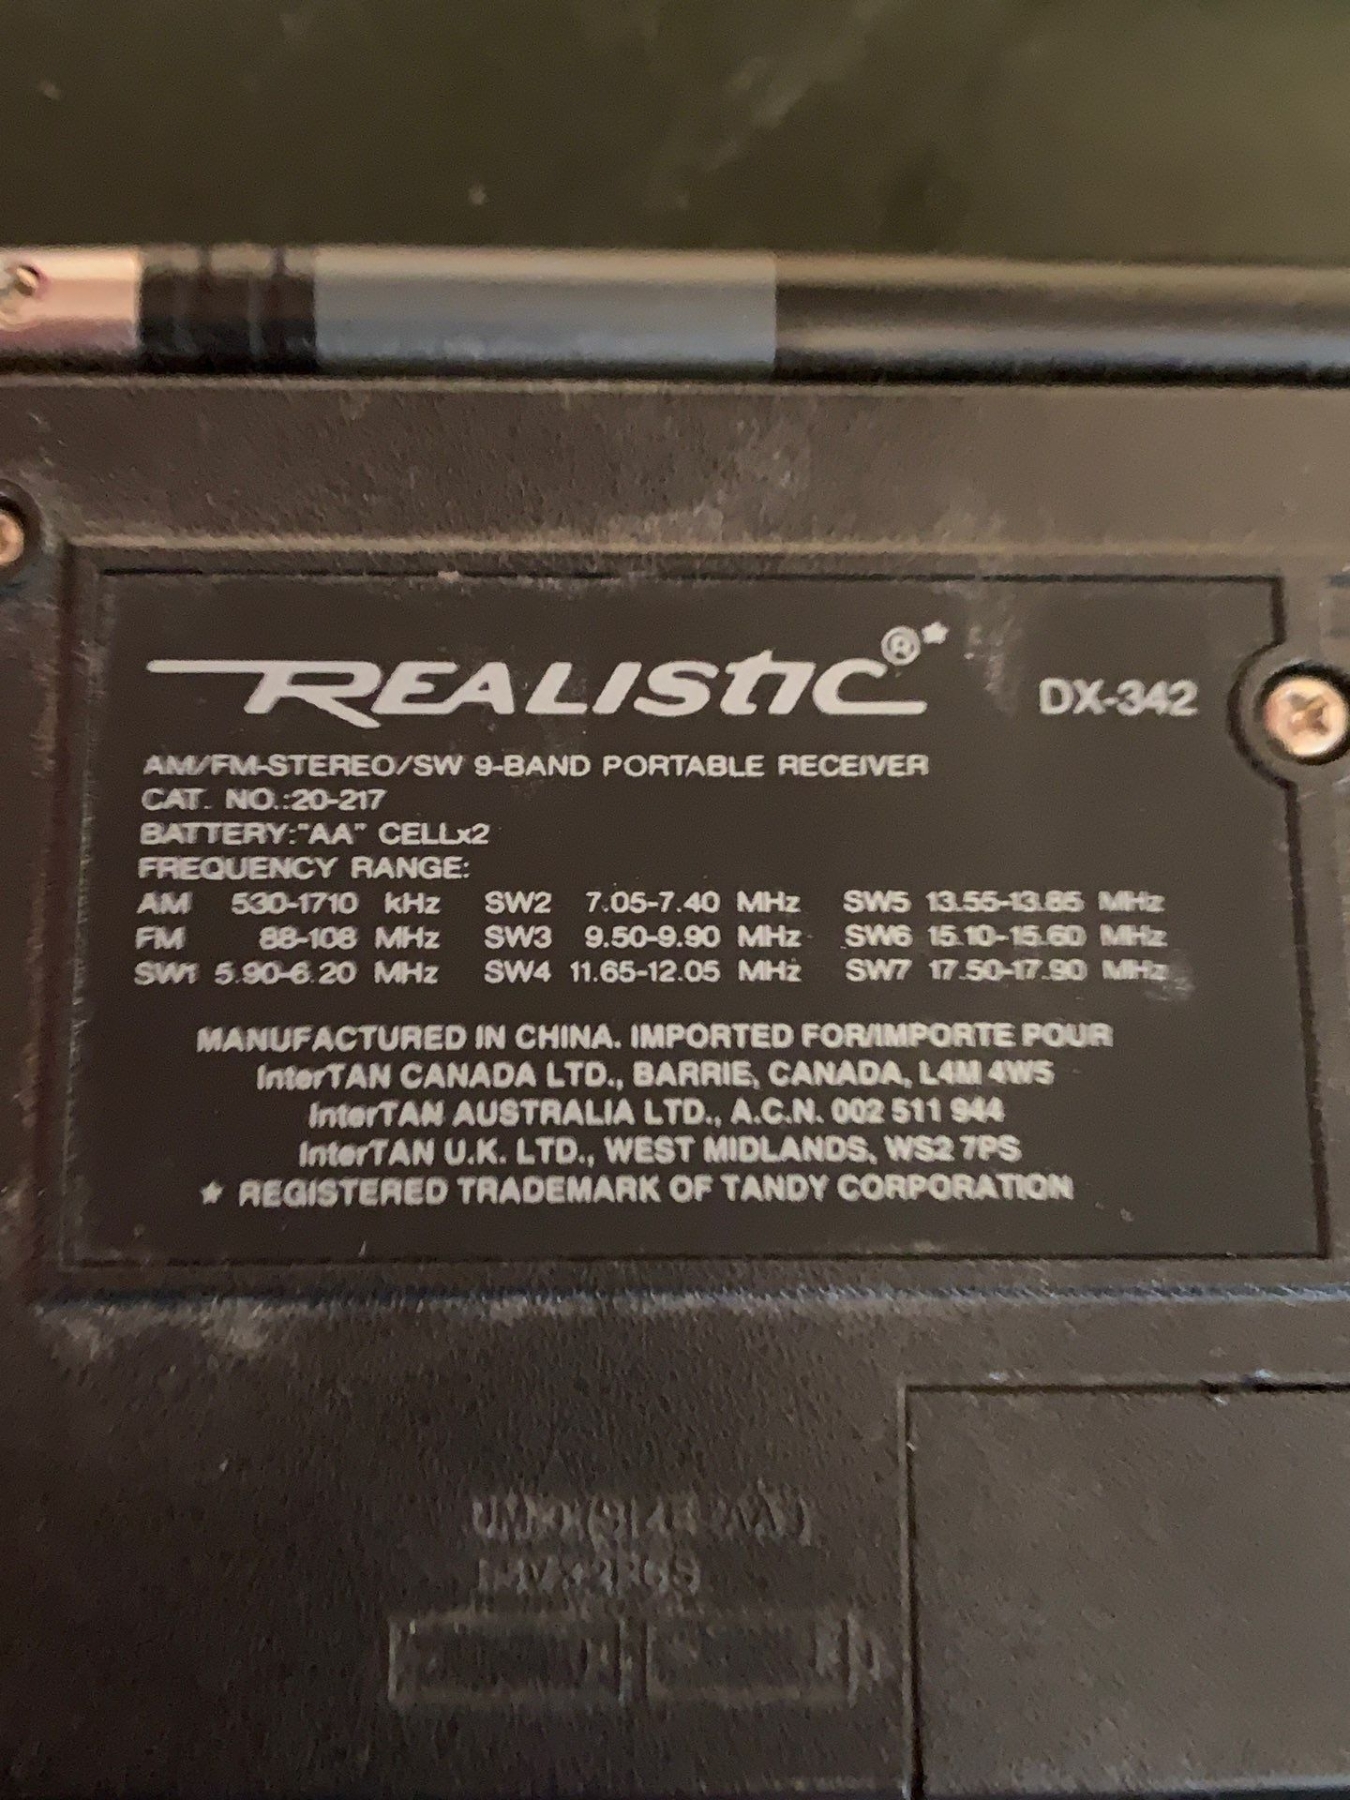 REALISTIC®★
DX-342
AM/FM-STEREO/SW 9-BAND PORTABLE RECEIVER
CAT. NO.:20-217
BATTERY:"AA" CELLx2
FREQUENCY RANGE:
AM 530-1710 kHz SW2 7.05-7.40 MHz SW5 13.55-13.85 MHz
FM 88-108 MHz SW3 9.50-9.90 MHz SW6 15.10-15.60 MHz
SW1 5.90-6.20 MHz SW4 11.65-12.05 MHz SW7 17.50-17.90 MHz
MANUFACTURED IN CHINA. IMPORTED FOR/IMPORTE POUR
InterTAN CANADA LTD., BARRIE, CANADA, L4M 4W5
InterTAN AUSTRALIA LTD., A.C.N. 002 511 944
InterTAN U.K. LTD., WEST MIDLANDS, WS2 7PS
★ REGISTERED TRADEMARK OF TANDY CORPORATION